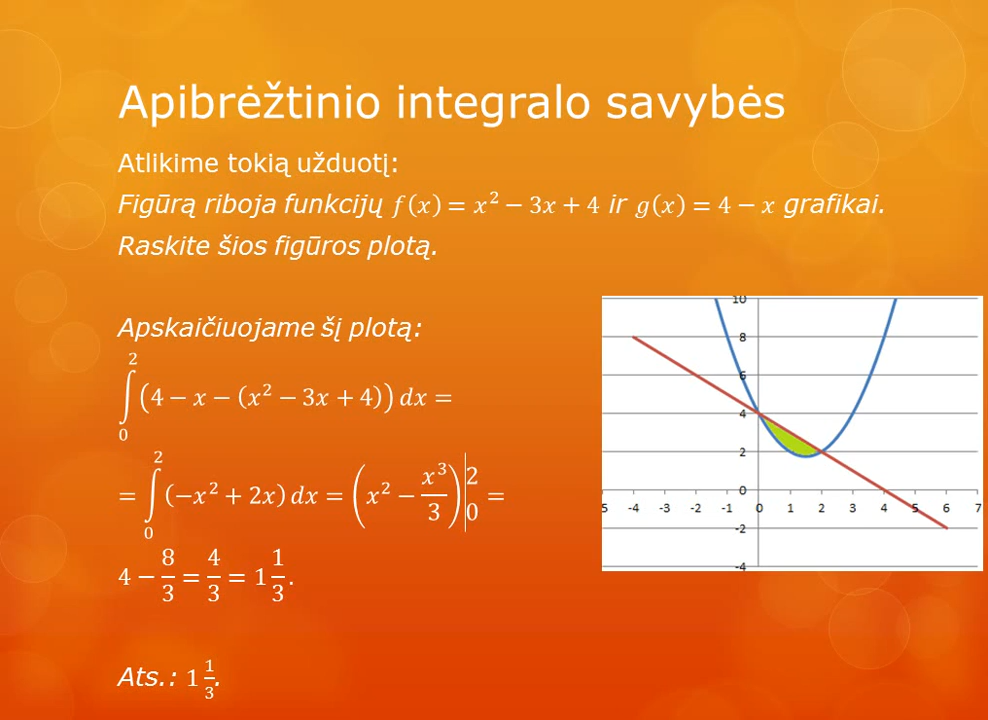 Apibrėžtinio integralo savybės
Atlikime tokią užduotį:
Figūrą riboja funkcijų f(x) = x² − 3x + 4 ir g(x) = 4 − x grafikai.
Raskite šios figūros plotą.
Apskaičiuojame šį plotą:
∫₀² (4 − x − (x² − 3x + 4)) dx =
= ∫₀² (−x² + 2x) dx = (x² − x³/3)|₀² =
4 − 8/3 = 4/3 = 1 1/3.
Ats.: 1 1/3.
10
8
6
4
2
0
5 -4 -3 -2 -1 0 1 2 3 4 5 6 7
-2
-4